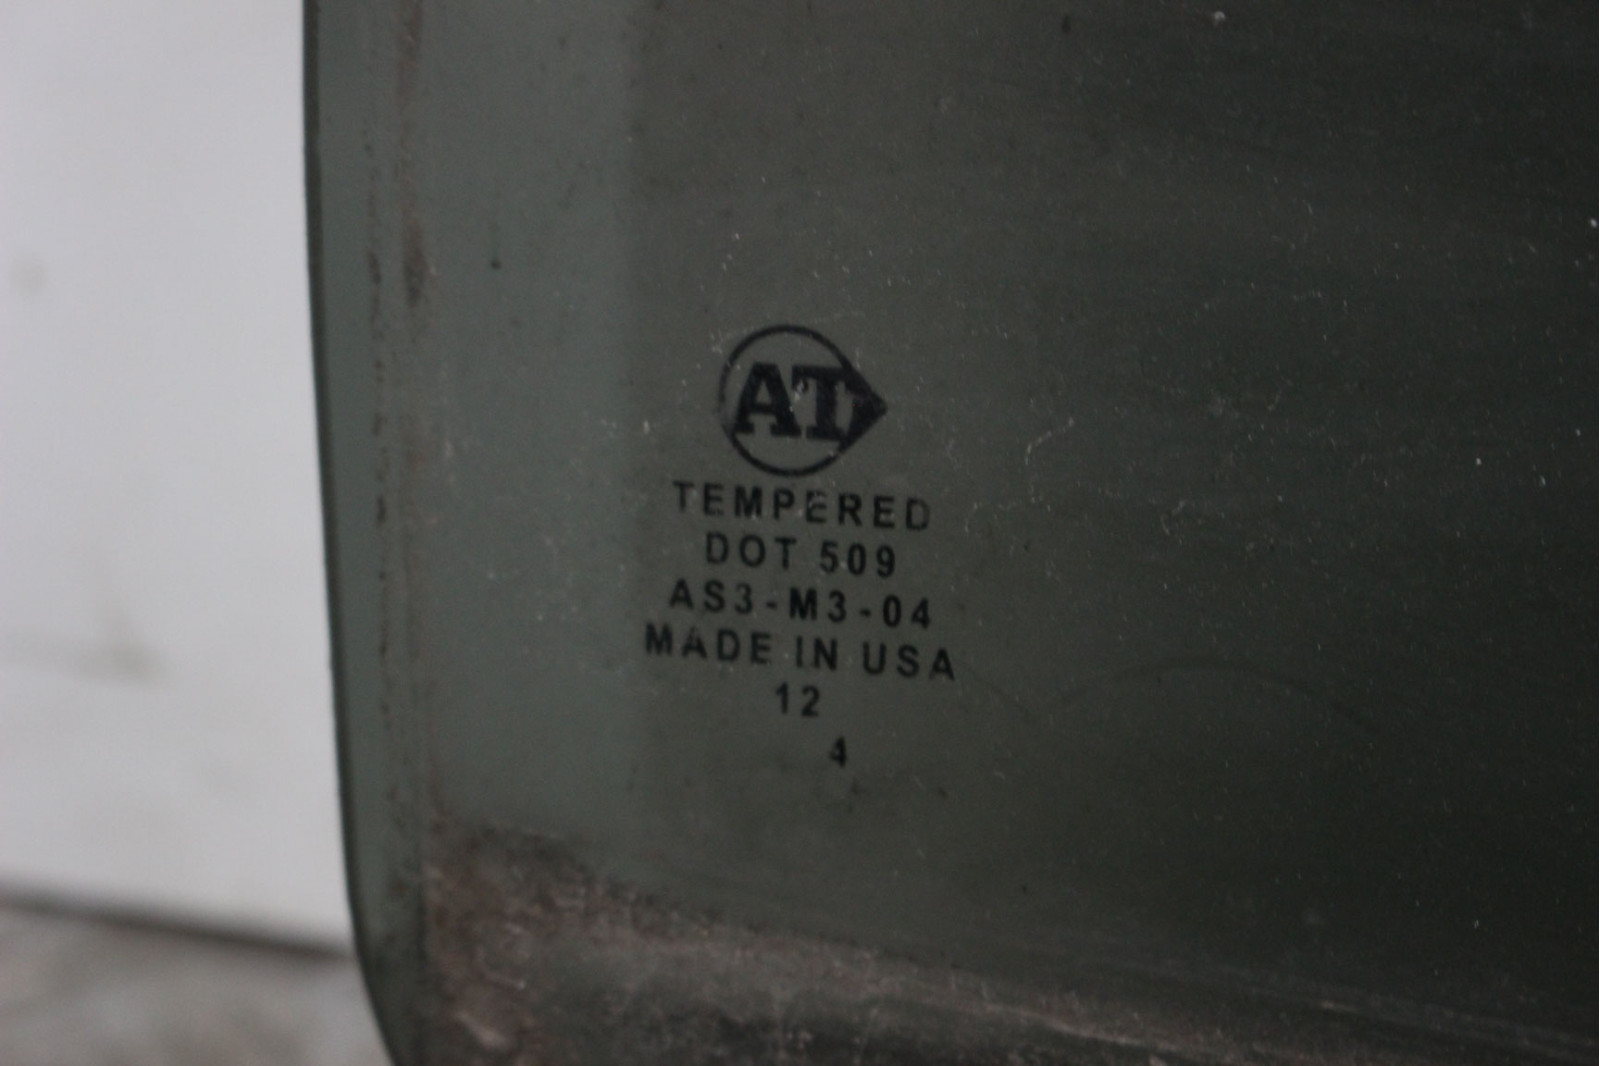 AT
TEMPERED
DOT 509
AS3-M3-04
MADE IN USA
12
4